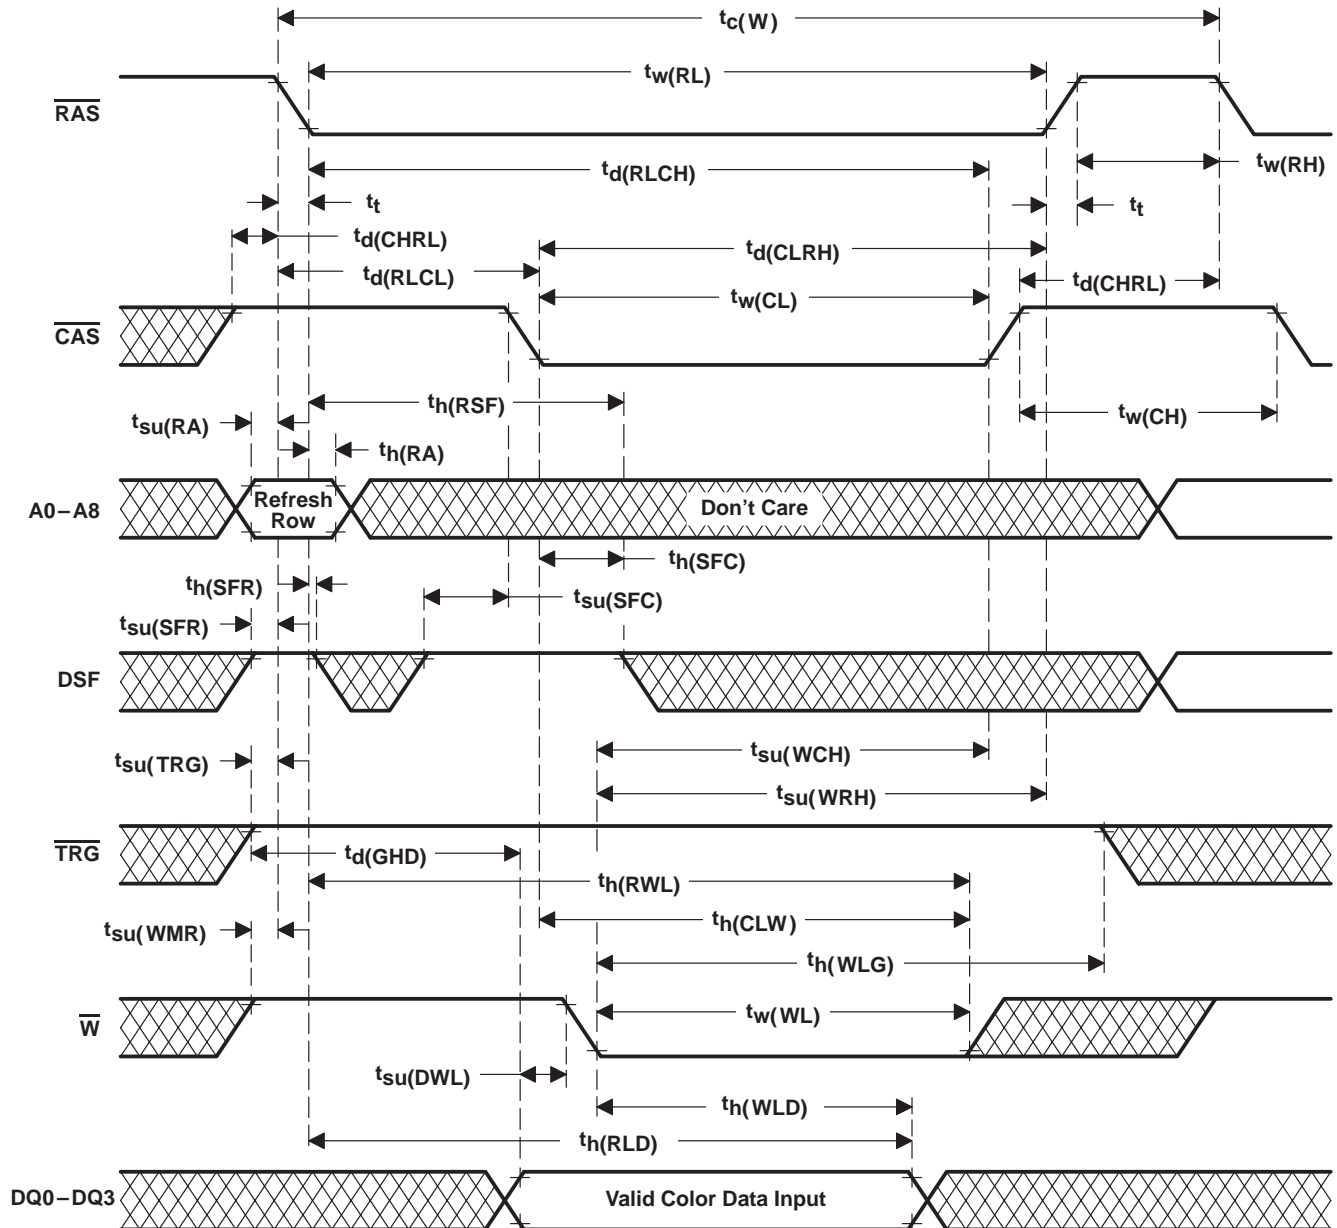 tc(W)
tw(RL)
RAS
td(RLCH)
tw(RH)
tt
tt
td(CHRL)
td(CLRH)
td(RLCL)
td(CHRL)
tw(CL)
CAS
th(RSF)
tw(CH)
tsu(RA)
th(RA)
A0–A8
Refresh
Row
Don't Care
th(SFC)
th(SFR)
tsu(SFC)
tsu(SFR)
DSF
tsu(TRG)
tsu(WCH)
tsu(WRH)
TRG
td(GHD)
th(RWL)
th(CLW)
tsu(WMR)
th(WLG)
W
tw(WL)
tsu(DWL)
th(WLD)
th(RLD)
DQ0–DQ3
Valid Color Data Input